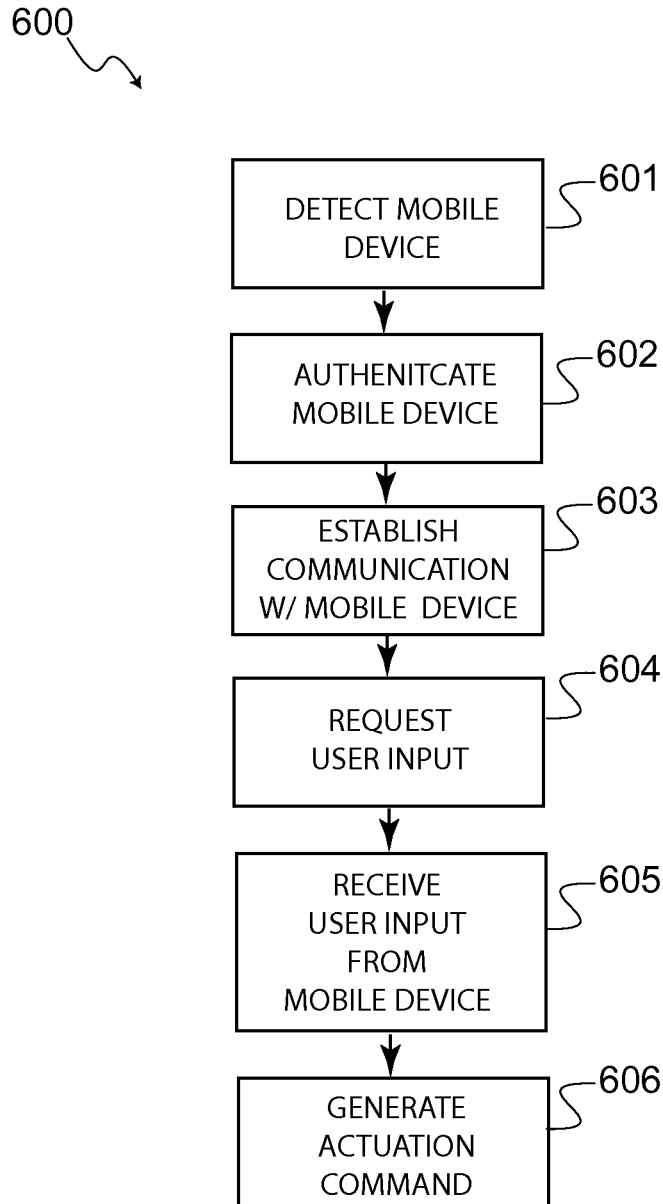 600
DETECT MOBILE
DEVICE
601
AUTHENITCATE
MOBILE DEVICE
602
ESTABLISH
COMMUNICATION
W/ MOBILE DEVICE
603
REQUEST
USER INPUT
604
RECEIVE
USER INPUT
FROM
MOBILE DEVICE
605
GENERATE
ACTUATION
COMMAND
606